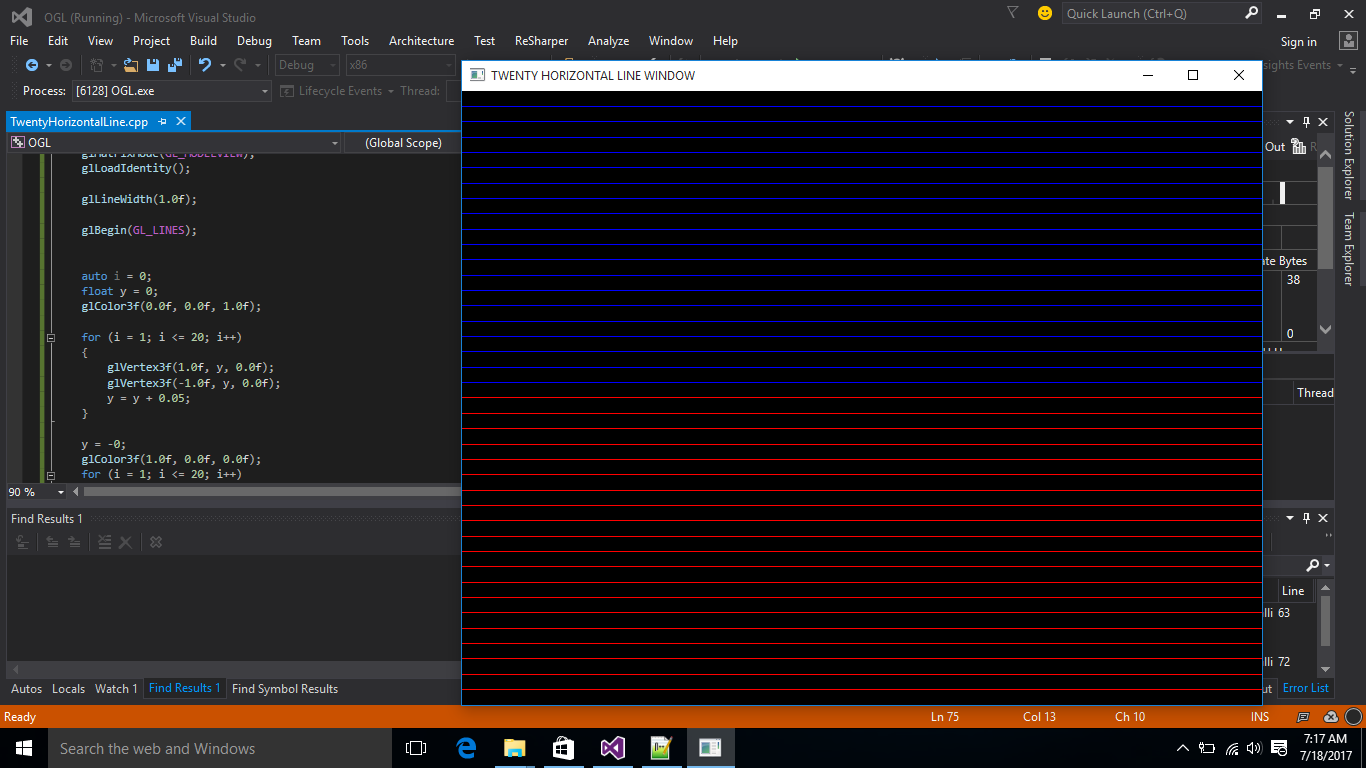 OGL (Running) - Microsoft Visual Studio
Quick Launch (Ctrl+Q)
File Edit View Project Build Debug Team Tools Architecture Test ReSharper Analyze Window Help
Sign in
Debug x86
Process: [6128] OGL.exe Lifecycle Events Thread:
sights Events
TWENTY HORIZONTAL LINE WINDOW
TwentyHorizontalLine.cpp
OGL (Global Scope)
glMatrixMode(GL_MODELVIEW);
glLoadIdentity();
glLineWidth(1.0f);
glBegin(GL_LINES);
auto i = 0;
float y = 0;
glColor3f(0.0f, 0.0f, 1.0f);
for (i = 1; i <= 20; i++)
{
glVertex3f(1.0f, y, 0.0f);
glVertex3f(-1.0f, y, 0.0f);
y = y + 0.05;
}
y = -0;
glColor3f(1.0f, 0.0f, 0.0f);
for (i = 1; i <= 20; i++)
90 %
Out
Solution Explorer
Team Explorer
te Bytes
38
0
Thread
Find Results 1
Line
lli 63
lli 72
Autos Locals Watch 1 Find Results 1 Find Symbol Results
ut Error List
Ready Ln 75 Col 13 Ch 10 INS
Search the web and Windows
7:17 AM
7/18/2017